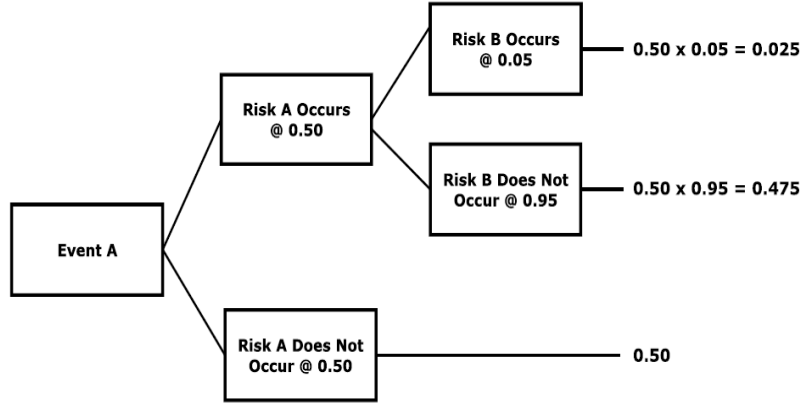 Risk B Occurs
@ 0.05
0.50 x 0.05 = 0.025
Risk A Occurs
@ 0.50
Risk B Does Not
Occur @ 0.95
0.50 x 0.95 = 0.475
Event A
Risk A Does Not
Occur @ 0.50
0.50